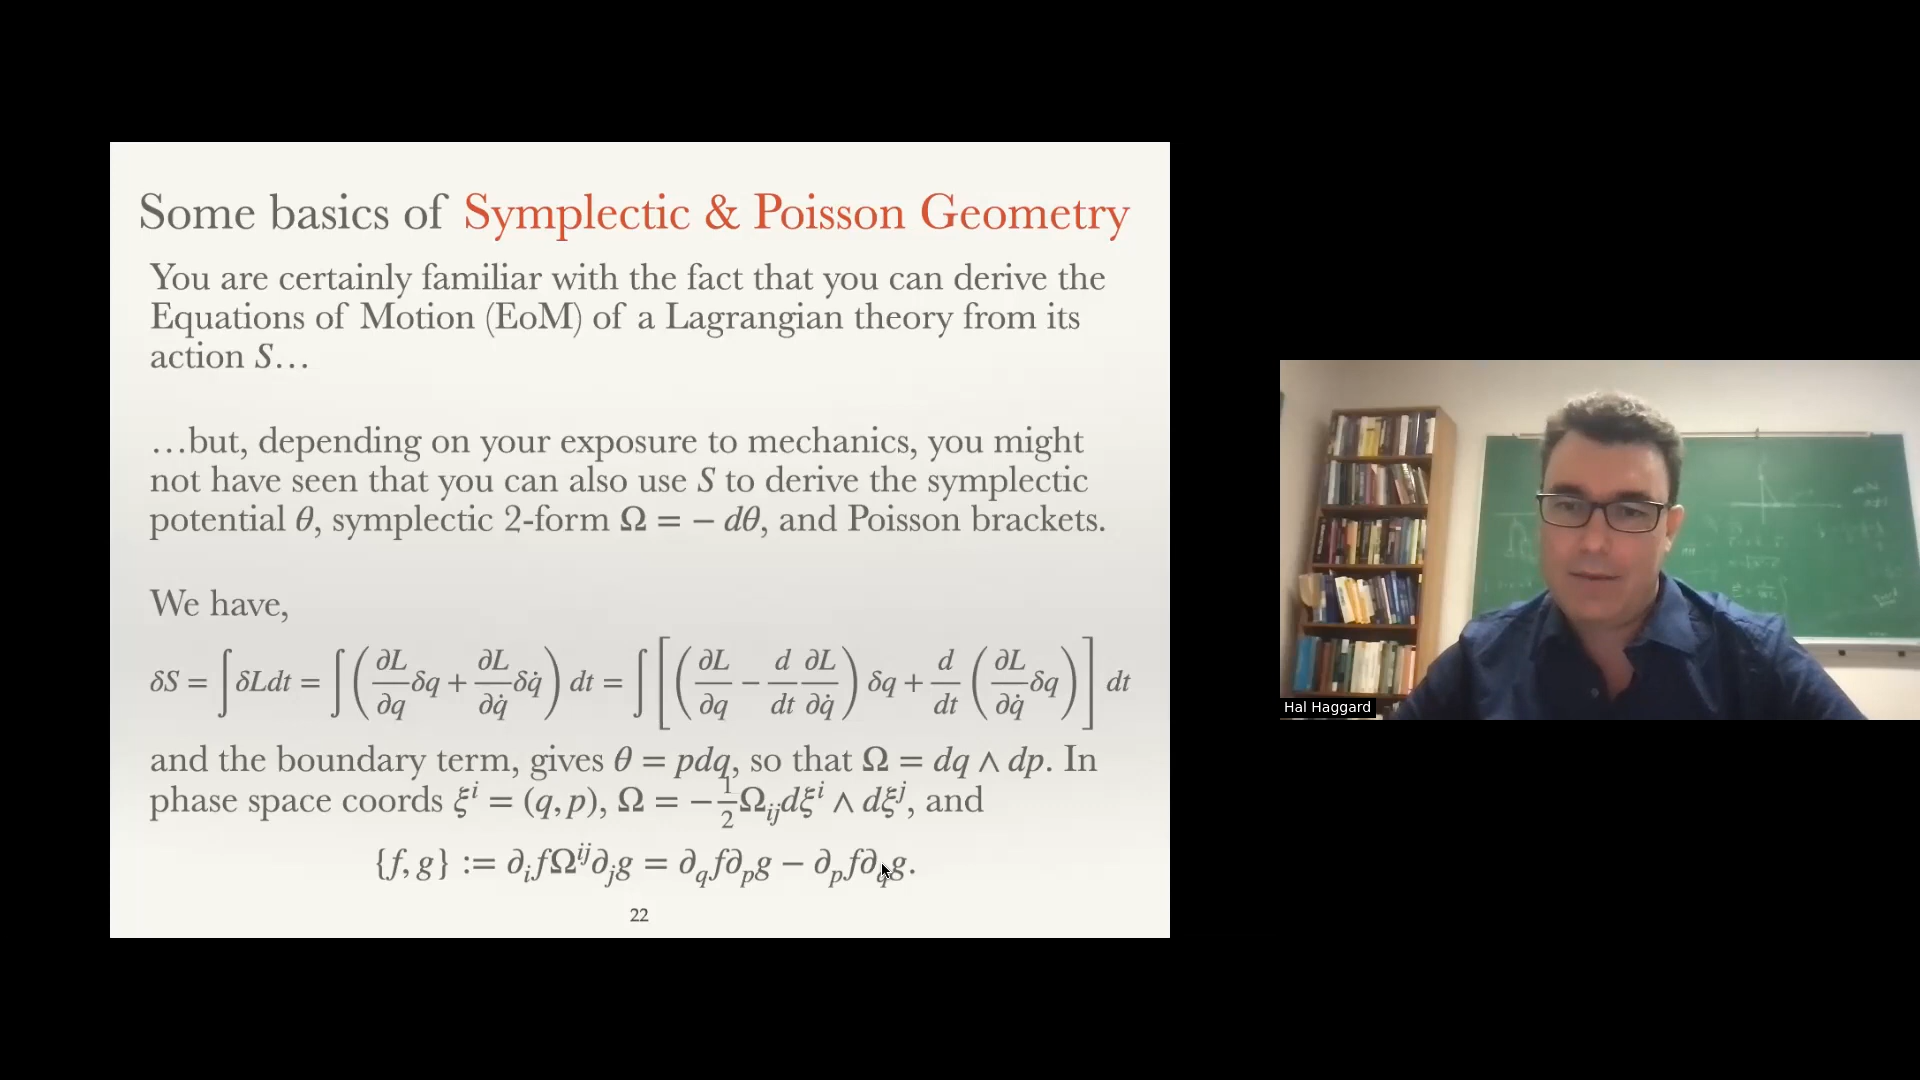 Some basics of Symplectic & Poisson Geometry
You are certainly familiar with the fact that you can derive the
Equations of Motion (EoM) of a Lagrangian theory from its
action S…
…but, depending on your exposure to mechanics, you might
not have seen that you can also use S to derive the symplectic
potential θ, symplectic 2-form Ω = − dθ, and Poisson brackets.
We have,
δS = ∫ δLdt = ∫ (∂L/∂q δq + ∂L/∂q̇ δq̇) dt = ∫ [(∂L/∂q − d/dt ∂L/∂q̇) δq + d/dt (∂L/∂q̇ δq)] dt
and the boundary term, gives θ = pdq, so that Ω = dq ∧ dp. In
phase space coords ξ^i = (q, p), Ω = −1/2 Ω_ij dξ^i ∧ dξ^j, and
{f, g} := ∂_i f Ω^ij ∂_j g = ∂_q f ∂_p g − ∂_p f ∂_q g.
22
Hal Haggard